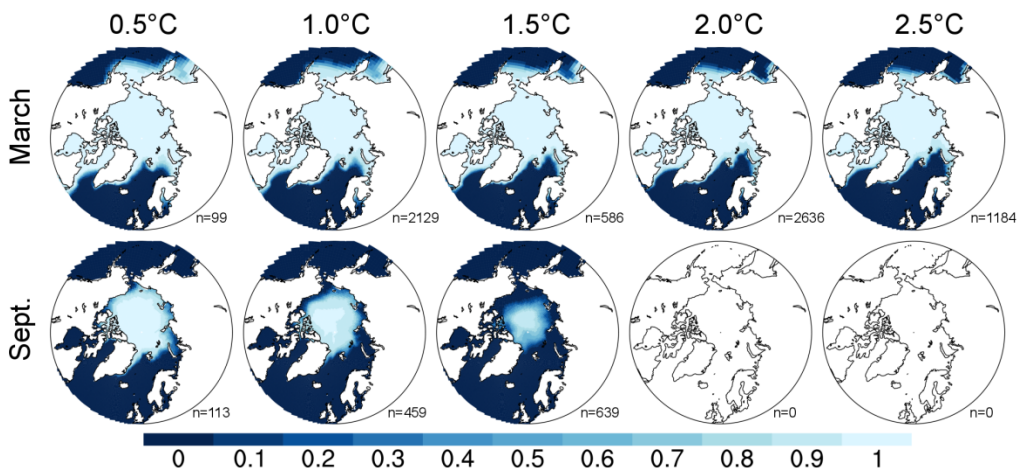 0.5°C 1.0°C 1.5°C 2.0°C 2.5°C
March
n=99 n=2129 n=586 n=2636 n=1184
Sept.
n=113 n=459 n=639 n=0 n=0
0 0.1 0.2 0.3 0.4 0.5 0.6 0.7 0.8 0.9 1